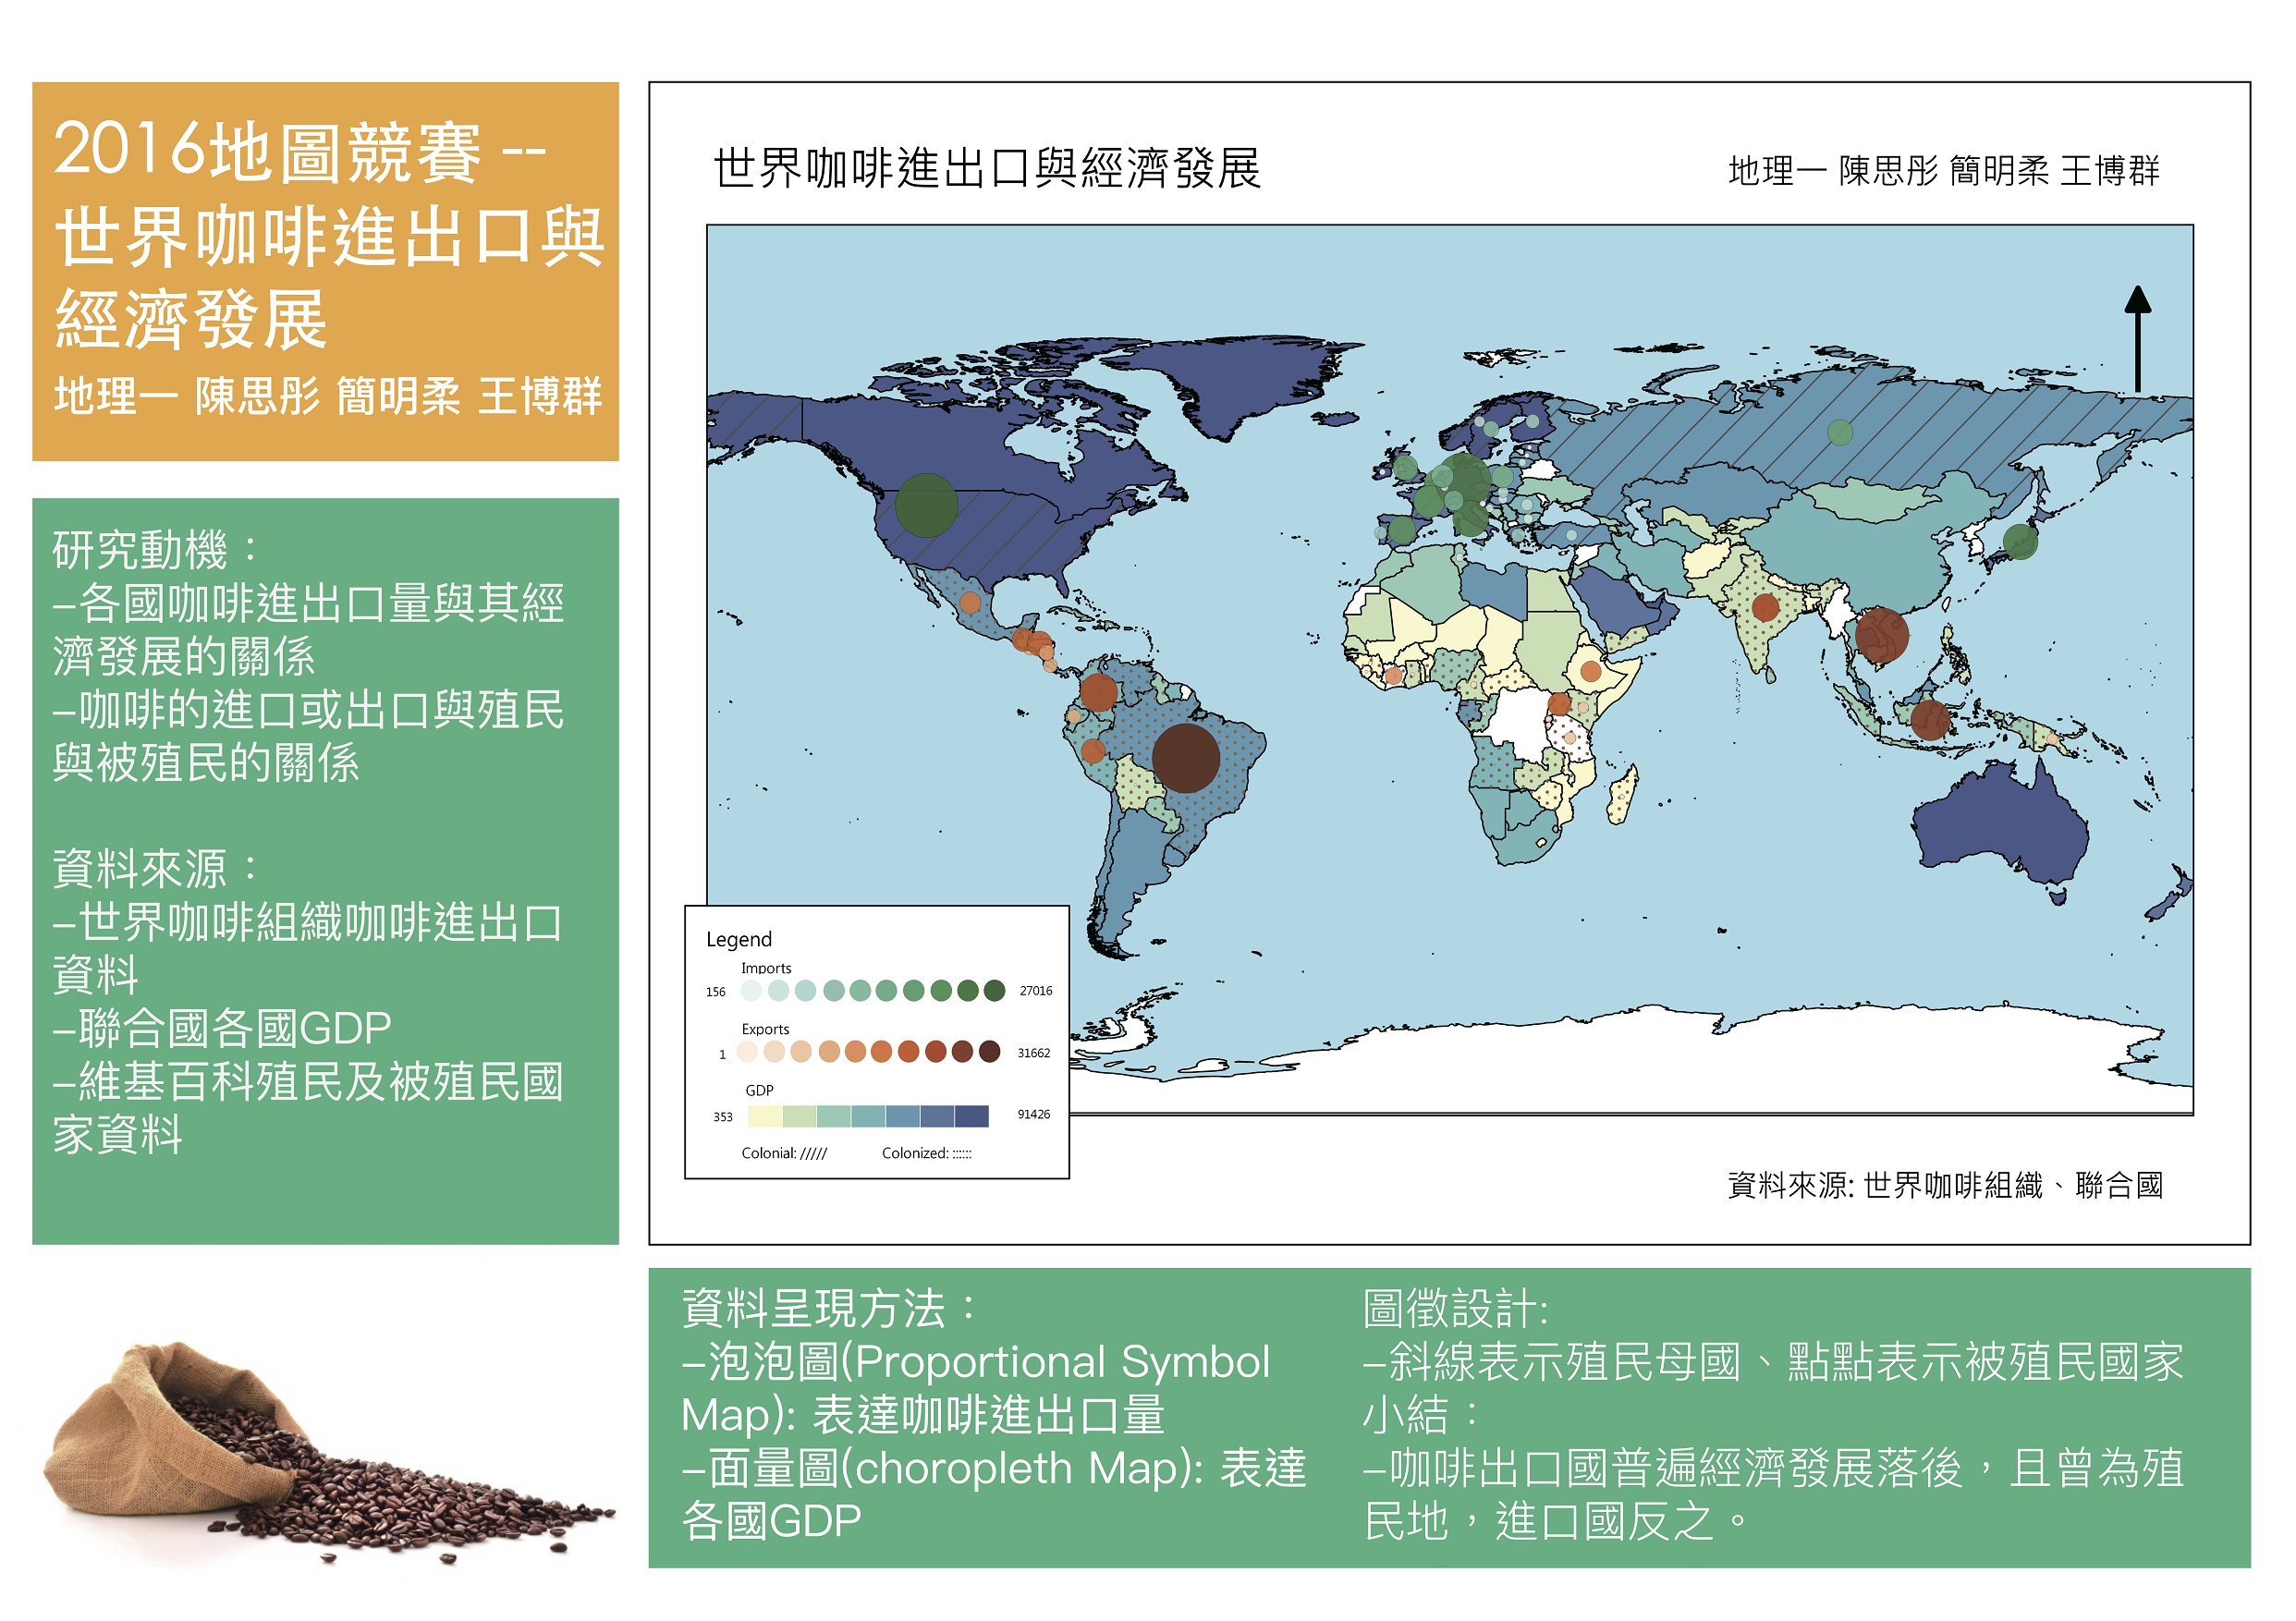 2016地圖競賽 --
世界咖啡進出口與
經濟發展
地理一 陳思彤 簡明柔 王博群
研究動機：
–各國咖啡進出口量與其經
濟發展的關係
–咖啡的進口或出口與殖民
與被殖民的關係
資料來源：
–世界咖啡組織咖啡進出口
資料
–聯合國各國GDP
–維基百科殖民及被殖民國
家資料
世界咖啡進出口與經濟發展
地理一 陳思彤 簡明柔 王博群
Legend
Imports
156 27016
Exports
1 31662
GDP
353 91426
Colonial: ///// Colonized: ::::::
資料來源: 世界咖啡組織、聯合國
資料呈現方法：
–泡泡圖(Proportional Symbol
Map): 表達咖啡進出口量
–面量圖(choropleth Map): 表達
各國GDP
圖徵設計:
–斜線表示殖民母國、點點表示被殖民國家
小結：
–咖啡出口國普遍經濟發展落後，且曾為殖
民地，進口國反之。